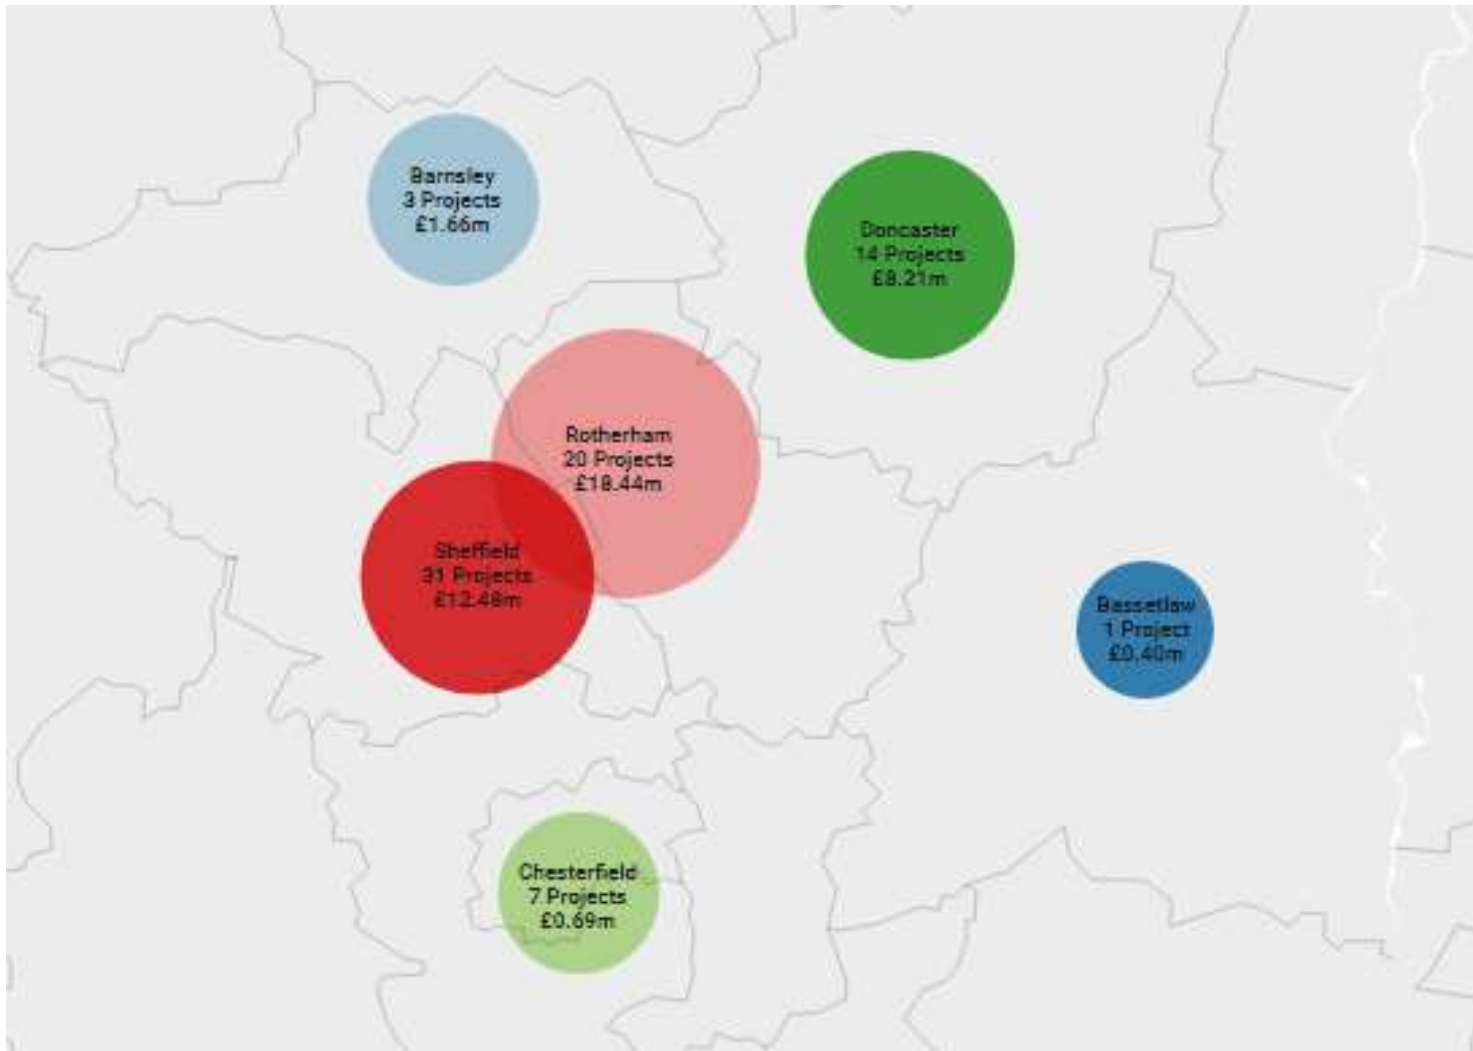 Barnsley
3 Projects
£1.66m
Doncaster
14 Projects
£8.21m
Rotherham
20 Projects
£18.44m
Sheffield
31 Projects
£12.48m
Bassetlaw
1 Project
£0.40m
Chesterfield
7 Projects
£0.69m